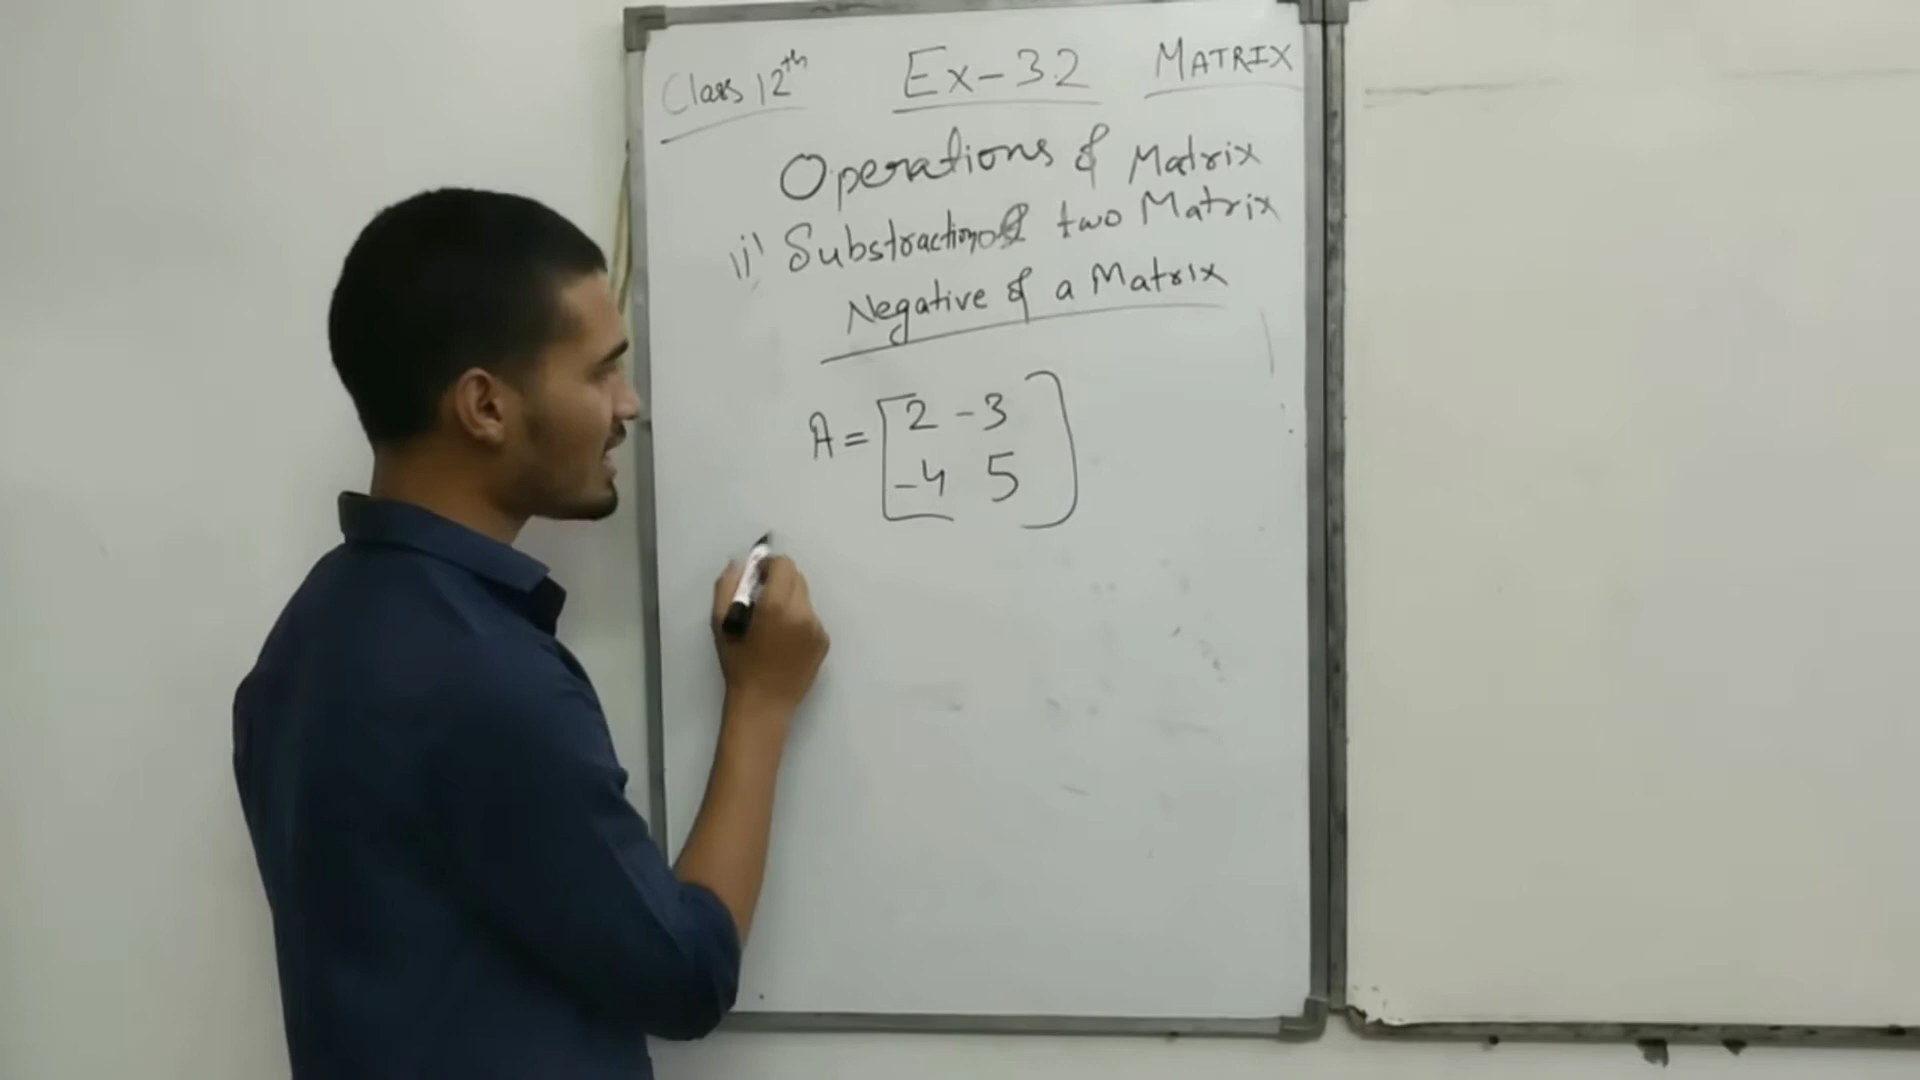 Class 12th Ex-3.2 MATRIX
Operations of Matrix
ii) Substraction of two Matrix
Negative of a Matrix
A = [2 -3
-4 5]